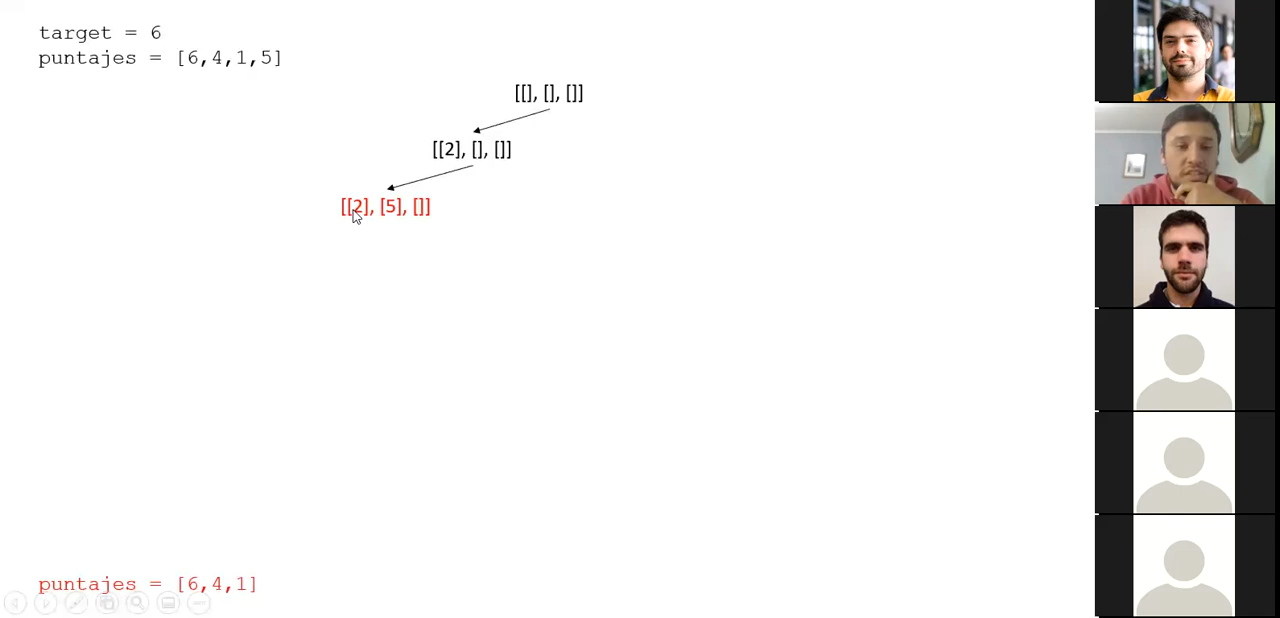 target = 6
puntajes = [6,4,1,5]
[[], [], []]
[[2], [], []]
[[2], [5], []]
puntajes = [6,4,1]